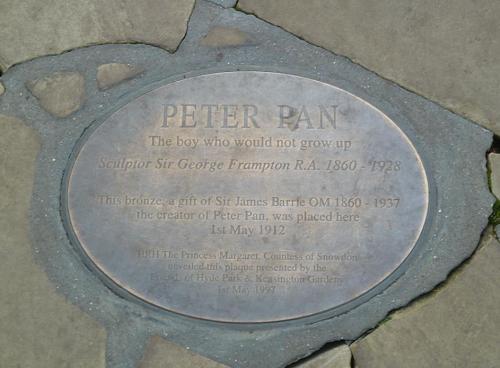 PETER PAN
The boy who would not grow up
Sculptor Sir George Frampton R.A. 1860 - 1928
This bronze, a gift of Sir James Barrie OM 1860 - 1937
the creator of Peter Pan, was placed here
1st May 1912
HRH The Princess Margaret, Countess of Snowdon
unveiled this plaque presented by the
Friends of Hyde Park & Kensington Gardens
1st May 1997